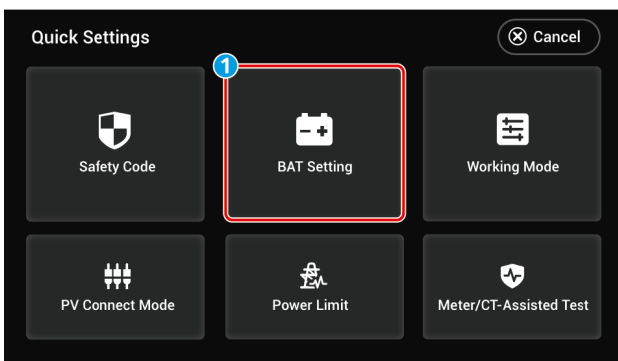 Quick Settings
Cancel
1
Safety Code
BAT Setting
Working Mode
PV Connect Mode
Power Limit
Meter/CT-Assisted Test